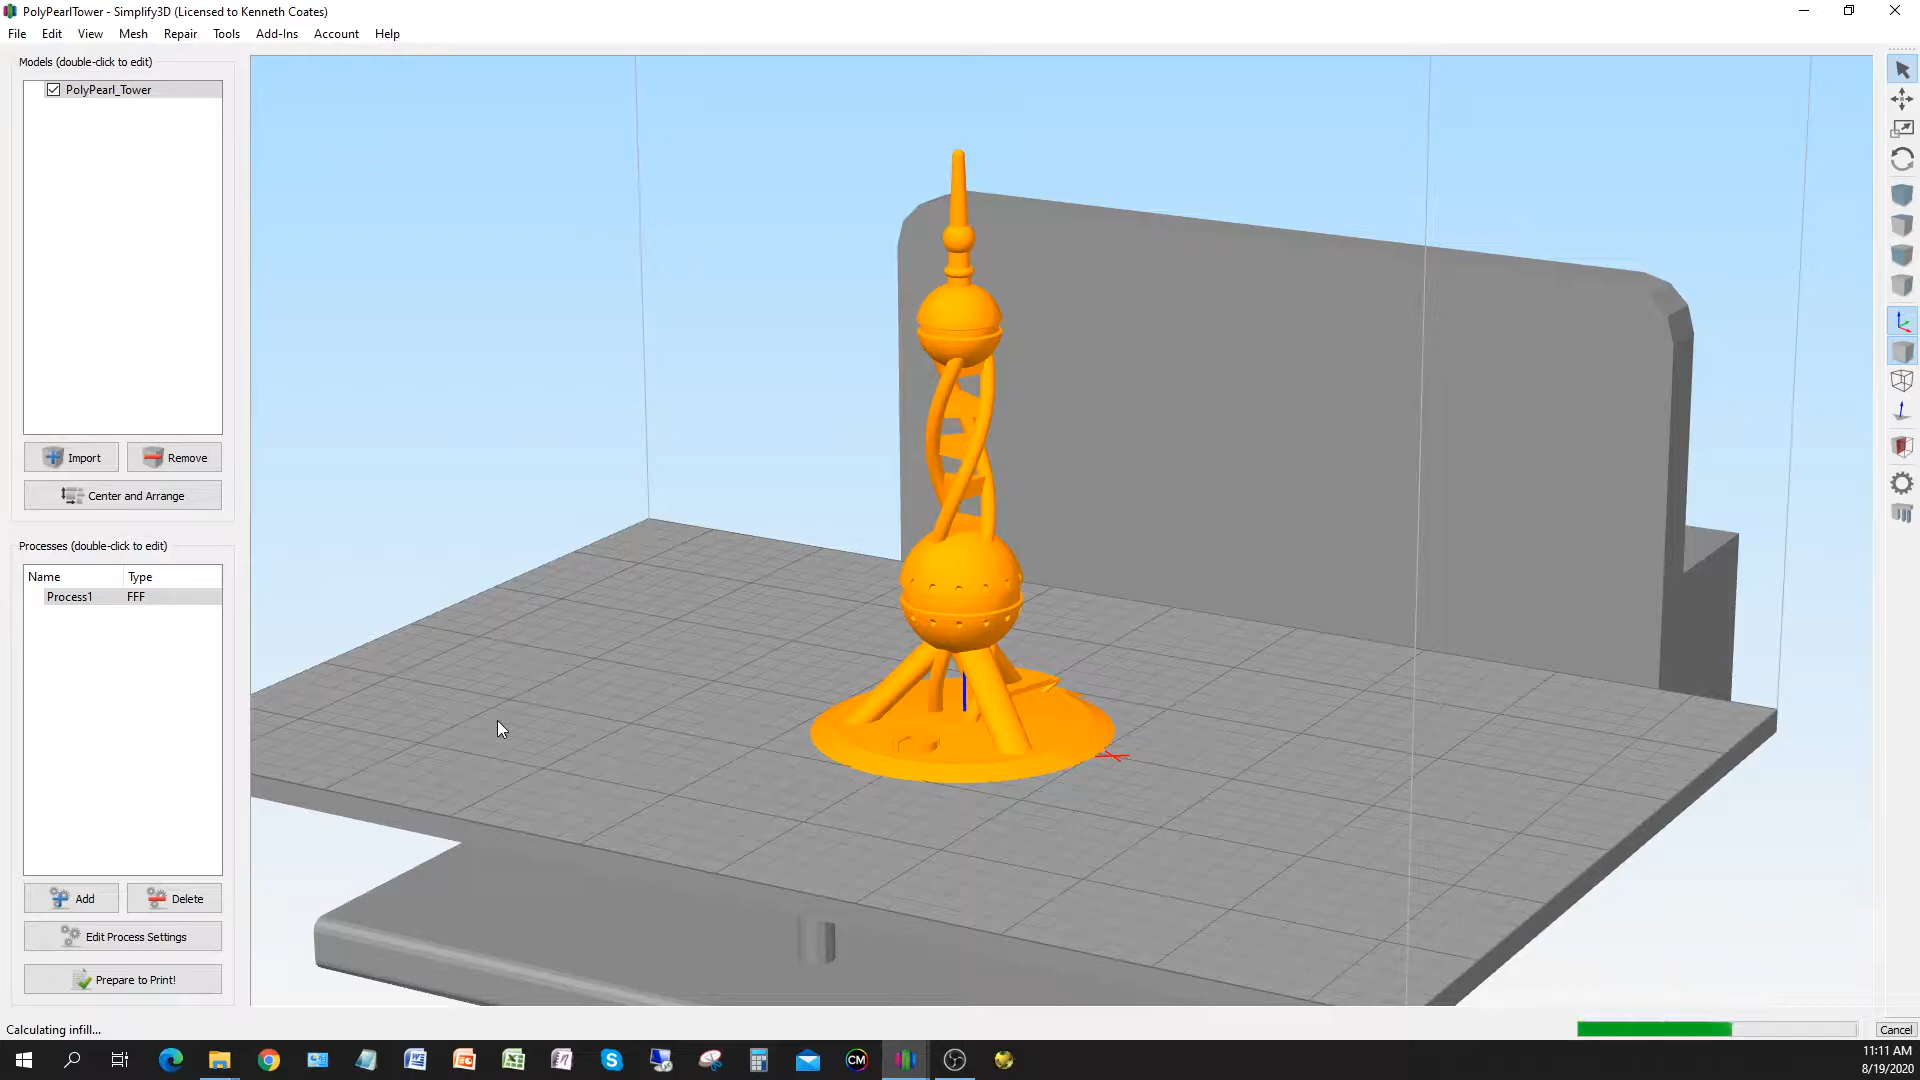 PolyPearlTower - Simplify3D (Licensed to Kenneth Coates)
File Edit View Mesh Repair Tools Add-Ins Account Help
Models (double-click to edit)
PolyPearl_Tower
Import Remove
Center and Arrange
Processes (double-click to edit)
Name Type
Process1 FFF
Add Delete
Edit Process Settings
Prepare to Print!
Calculating infill...
Cancel
CM
11:11 AM
8/19/2020